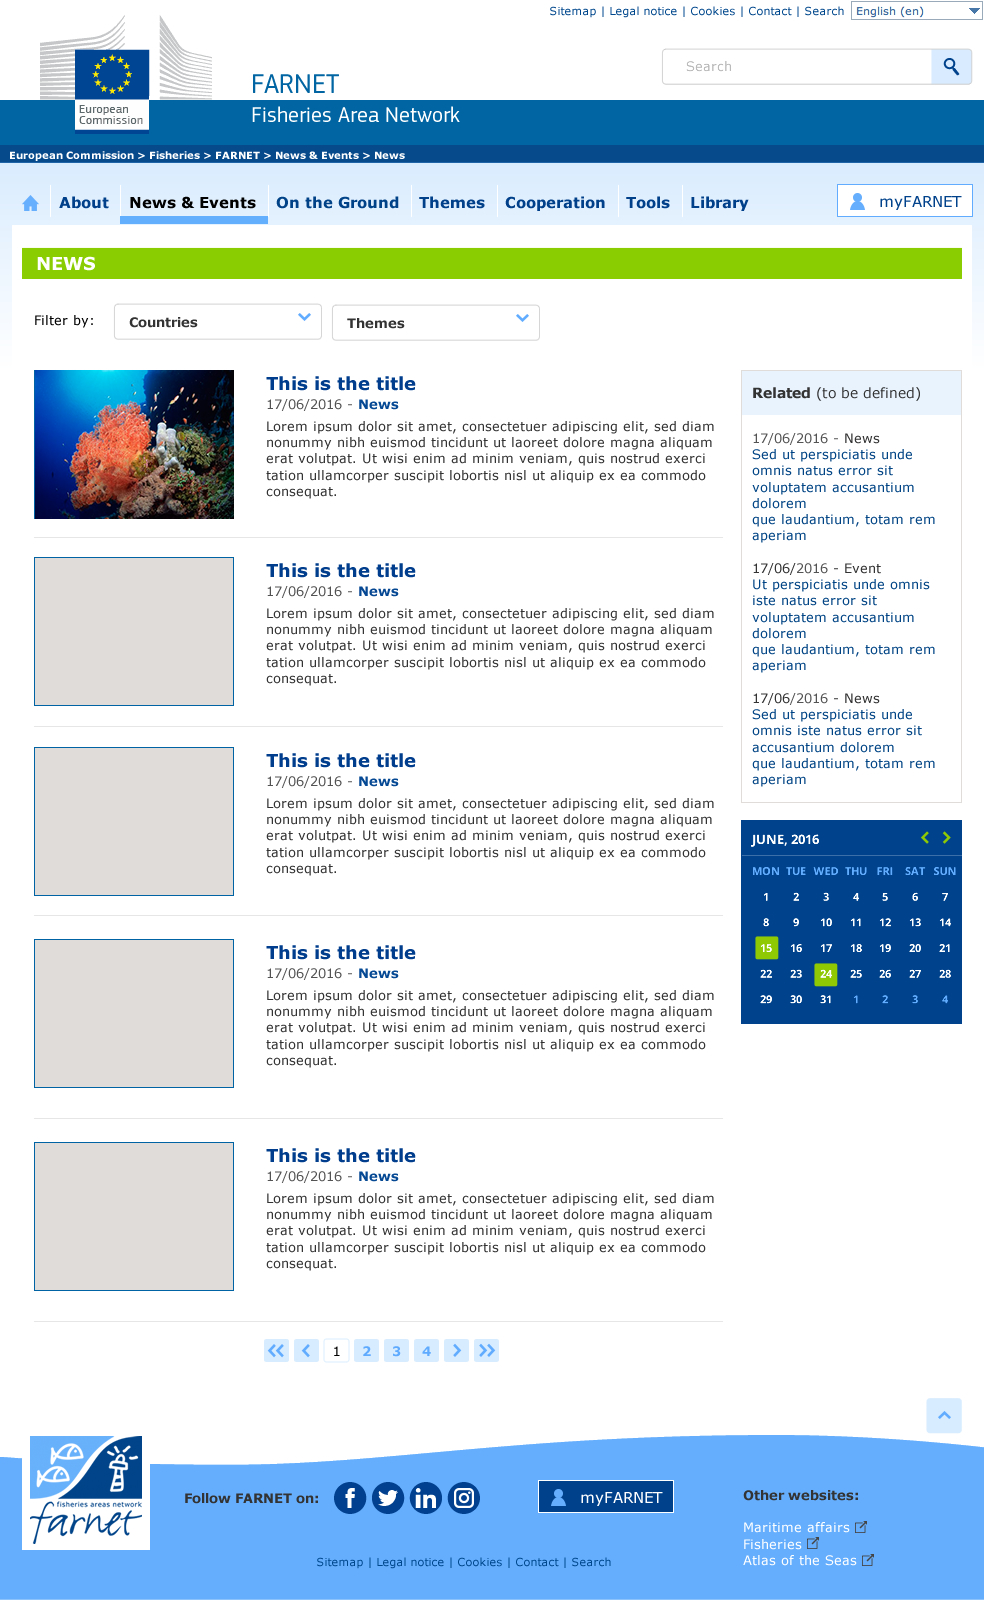 Sitemap | Legal notice | Cookies | Contact | Search
English (en)
Search
FARNET
Fisheries Area Network
European
Commission
European Commission > Fisheries > FARNET > News & Events > News
About
News & Events
On the Ground
Themes
Cooperation
Tools
Library
myFARNET
NEWS
Filter by:
Countries
Themes
This is the title
17/06/2016 - News
Lorem ipsum dolor sit amet, consectetuer adipiscing elit, sed diam
nonummy nibh euismod tincidunt ut laoreet dolore magna aliquam
erat volutpat. Ut wisi enim ad minim veniam, quis nostrud exerci
tation ullamcorper suscipit lobortis nisl ut aliquip ex ea commodo
consequat.
This is the title
17/06/2016 - News
Lorem ipsum dolor sit amet, consectetuer adipiscing elit, sed diam
nonummy nibh euismod tincidunt ut laoreet dolore magna aliquam
erat volutpat. Ut wisi enim ad minim veniam, quis nostrud exerci
tation ullamcorper suscipit lobortis nisl ut aliquip ex ea commodo
consequat.
This is the title
17/06/2016 - News
Lorem ipsum dolor sit amet, consectetuer adipiscing elit, sed diam
nonummy nibh euismod tincidunt ut laoreet dolore magna aliquam
erat volutpat. Ut wisi enim ad minim veniam, quis nostrud exerci
tation ullamcorper suscipit lobortis nisl ut aliquip ex ea commodo
consequat.
This is the title
17/06/2016 - News
Lorem ipsum dolor sit amet, consectetuer adipiscing elit, sed diam
nonummy nibh euismod tincidunt ut laoreet dolore magna aliquam
erat volutpat. Ut wisi enim ad minim veniam, quis nostrud exerci
tation ullamcorper suscipit lobortis nisl ut aliquip ex ea commodo
consequat.
This is the title
17/06/2016 - News
Lorem ipsum dolor sit amet, consectetuer adipiscing elit, sed diam
nonummy nibh euismod tincidunt ut laoreet dolore magna aliquam
erat volutpat. Ut wisi enim ad minim veniam, quis nostrud exerci
tation ullamcorper suscipit lobortis nisl ut aliquip ex ea commodo
consequat.
1 2 3 4
Related (to be defined)
17/06/2016 - News
Sed ut perspiciatis unde
omnis natus error sit
voluptatem accusantium
dolorem
que laudantium, totam rem
aperiam
17/06/2016 - Event
Ut perspiciatis unde omnis
iste natus error sit
voluptatem accusantium
dolorem
que laudantium, totam rem
aperiam
17/06/2016 - News
Sed ut perspiciatis unde
omnis iste natus error sit
accusantium dolorem
que laudantium, totam rem
aperiam
JUNE, 2016
MON TUE WED THU FRI SAT SUN
1 2 3 4 5 6 7
8 9 10 11 12 13 14
15 16 17 18 19 20 21
22 23 24 25 26 27 28
29 30 31 1 2 3 4
fisheries areas network
farnet
Follow FARNET on:
myFARNET
Sitemap | Legal notice | Cookies | Contact | Search
Other websites:
Maritime affairs
Fisheries
Atlas of the Seas